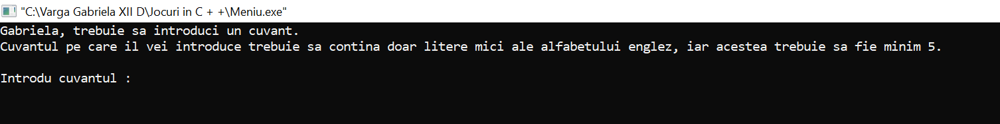 "C:\Varga Gabriela XII D\Jocuri in C + +\Meniu.exe"
Gabriela, trebuie sa introduci un cuvant.
Cuvantul pe care il vei introduce trebuie sa contina doar litere mici ale alfabetului englez, iar acestea trebuie sa fie minim 5.
Introdu cuvantul :